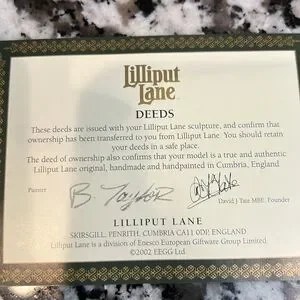 Lilliput
Lane
DEEDS
These deeds are issued with your Lilliput Lane sculpture, and confirm that
ownership has been transferred to you from Lilliput Lane. You should retain
your deeds in a safe place.
The deed of ownership also confirms that your model is a true and authentic
Lilliput Lane original, handmade and handpainted in Cumbria, England
Painter
B. Taylor
David J Tate MBE. Founder
LILLIPUT LANE
SKIRSGILL, PENRITH, CUMBRIA CA11 0DP, ENGLAND
Lilliput Lane is a division of Enesco European Giftware Group Limited.
©2002 EEGG Ltd